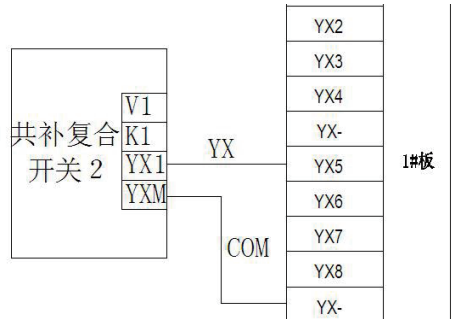 共补复合
开关2
V1
K1
YX1
YXM
YX
COM
YX2
YX3
YX4
YX-
YX5
YX6
YX7
YX8
YX-
1#板